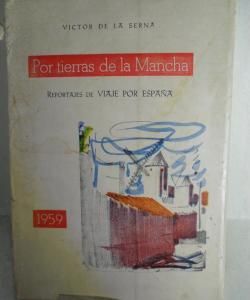 VICTOR DE LA SERNA
Por tierras de la Mancha
REPORTAJES DE VIAJE POR ESPAÑA
1959